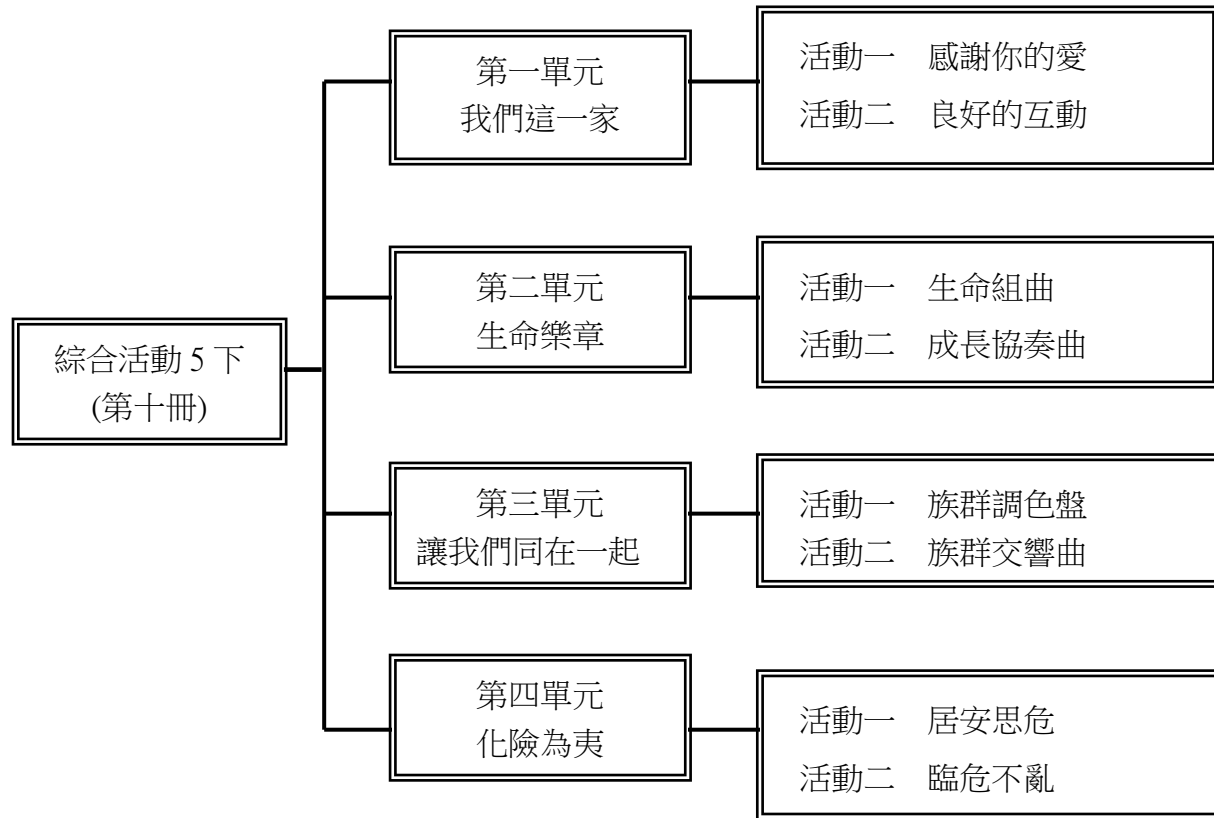 綜合活動 5 下
(第十冊)
第一單元
我們這一家
活動一　感謝你的愛
活動二　良好的互動
第二單元
生命樂章
活動一　生命組曲
活動二　成長協奏曲
第三單元
讓我們同在一起
活動一　族群調色盤
活動二　族群交響曲
第四單元
化險為夷
活動一　居安思危
活動二　臨危不亂